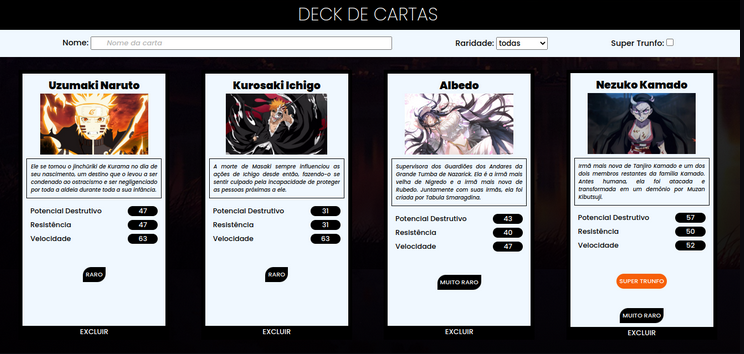 DECK DE CARTAS
Nome: Nome da carta Raridade: todas Super Trunfo:
Uzumaki Naruto
Ele se tornou o jinchūriki de Kurama no dia de
seu nascimento, um destino que o levou a ser
condenado ao ostracismo e ser negligenciado
por toda a aldeia durante toda a sua infância.
Potencial Destrutivo 47
Resistência 47
Velocidade 63
RARO
EXCLUIR
Kurosaki Ichigo
A morte de Masaki sempre influenciou as
ações de Ichigo desde então, fazendo-o se
sentir culpado pela incapacidade de proteger
as pessoas próximas a ele.
Potencial Destrutivo 31
Resistência 31
Velocidade 63
RARO
EXCLUIR
Albedo
Supervisora dos Guardiões dos Andares da
Grande Tumba de Nazarick. Ela é a irmã mais
velha de Nigredo e a irmã mais nova de
Rubedo. Juntamente com suas irmãs, ela foi
criada por Tabula Smaragdina.
Potencial Destrutivo 43
Resistência 40
Velocidade 47
MUITO RARO
EXCLUIR
Nezuko Kamado
Irmã mais nova de Tanjiro Kamado e um dos
dois membros restantes da família Kamado.
Antes humana, ela foi atacada e
transformada em um demônio por Muzan
Kibutsuji.
Potencial Destrutivo 57
Resistência 50
Velocidade 52
SUPER TRUNFO
MUITO RARO
EXCLUIR